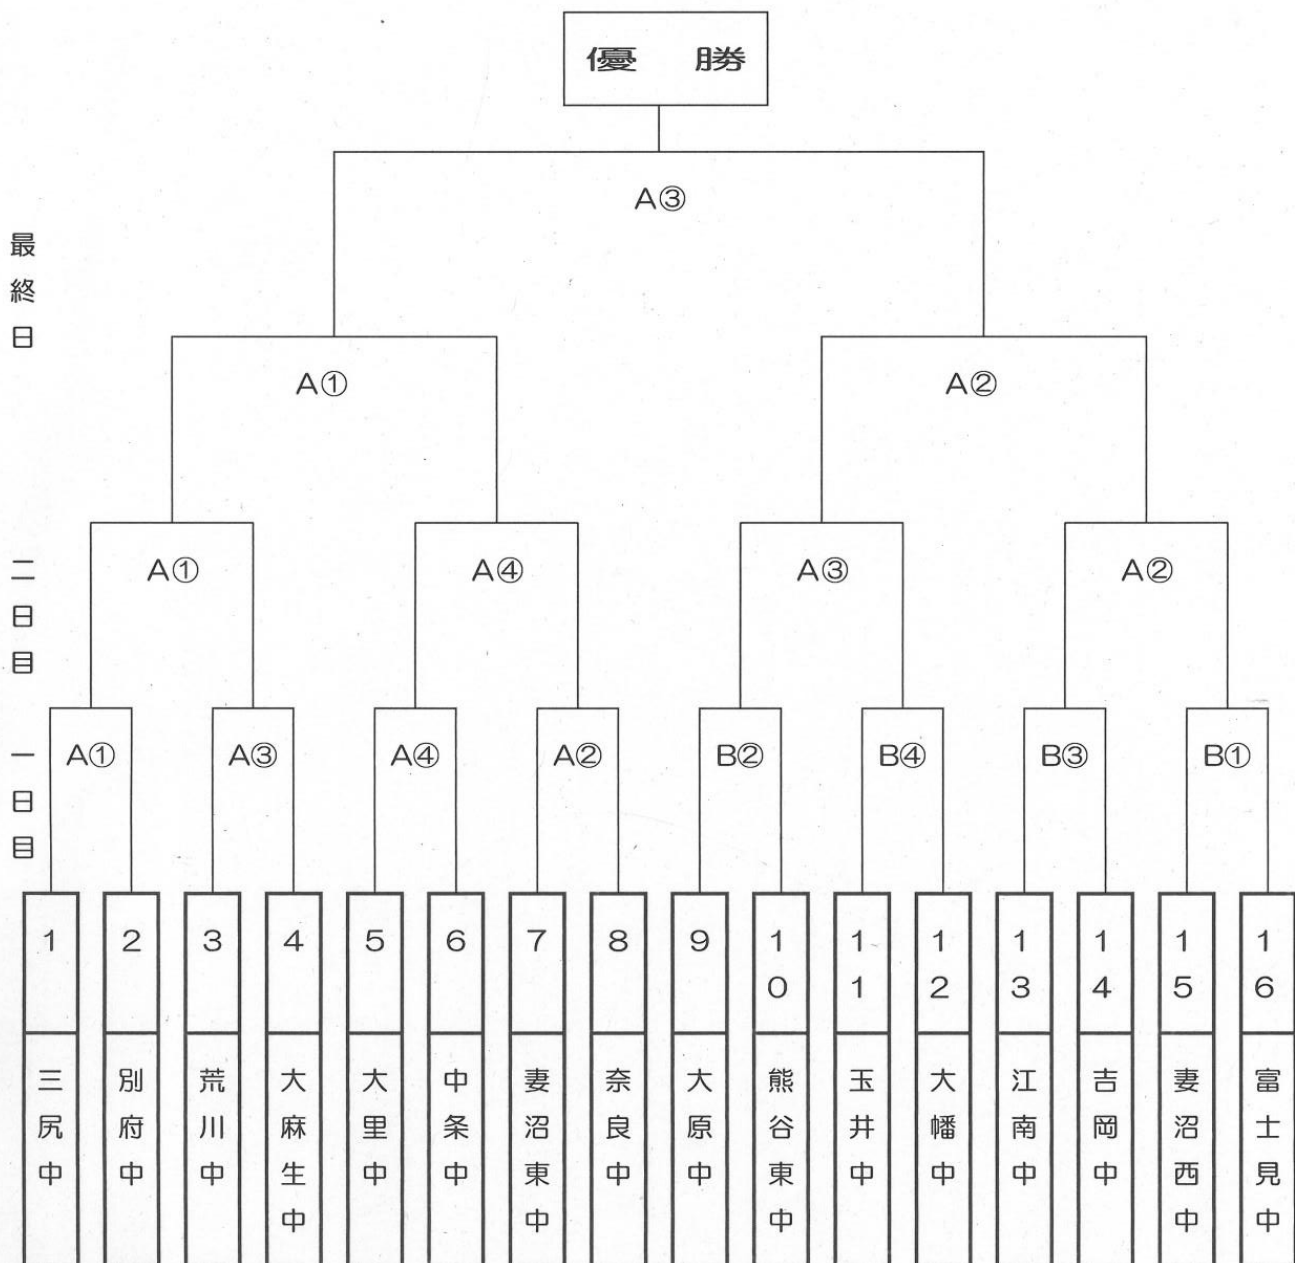 優 勝
A③
最終日
A① A②
二日目
A① A④ A③ A②
一日目
A① A③ A④ A② B② B④ B③ B①
1 2 3 4 5 6 7 8 9 10 11 12 13 14 15 16
三尻中
別府中
荒川中
大麻生中
大里中
中条中
妻沼東中
奈良中
大原中
熊谷東中
玉井中
大幡中
江南中
吉岡中
妻沼西中
富士見中